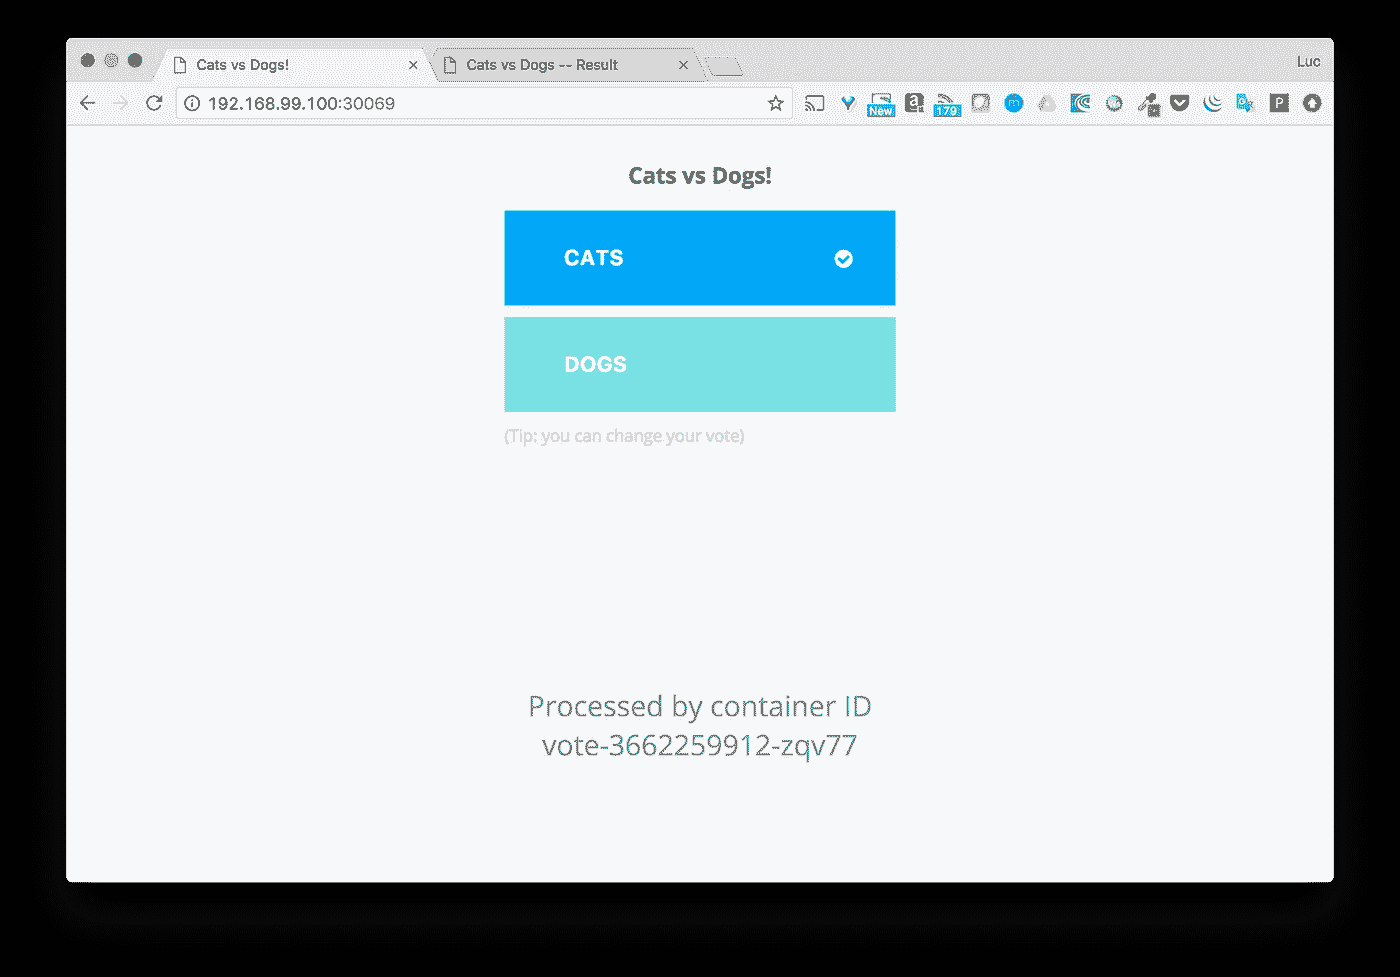 Cats vs Dogs!
Cats vs Dogs -- Result
Luc
192.168.99.100:30069
New
a
179
m
G
P
Cats vs Dogs!
CATS
DOGS
(Tip: you can change your vote)
Processed by container ID
vote-3662259912-zqv77